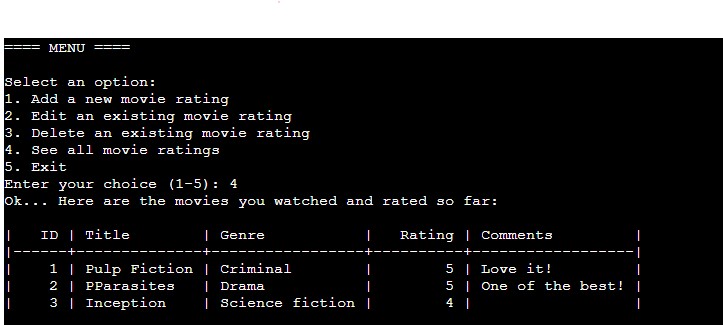 ==== MENU ====
Select an option:
1. Add a new movie rating
2. Edit an existing movie rating
3. Delete an existing movie rating
4. See all movie ratings
5. Exit
Enter your choice (1-5): 4
Ok... Here are the movies you watched and rated so far:
|   ID | Title        | Genre           |   Rating | Comments         |
|------+--------------+-----------------+----------+------------------|
|    1 | Pulp Fiction | Criminal        |        5 | Love it!         |
|    2 | PParasites   | Drama           |        5 | One of the best! |
|    3 | Inception    | Science fiction |        4 |                  |